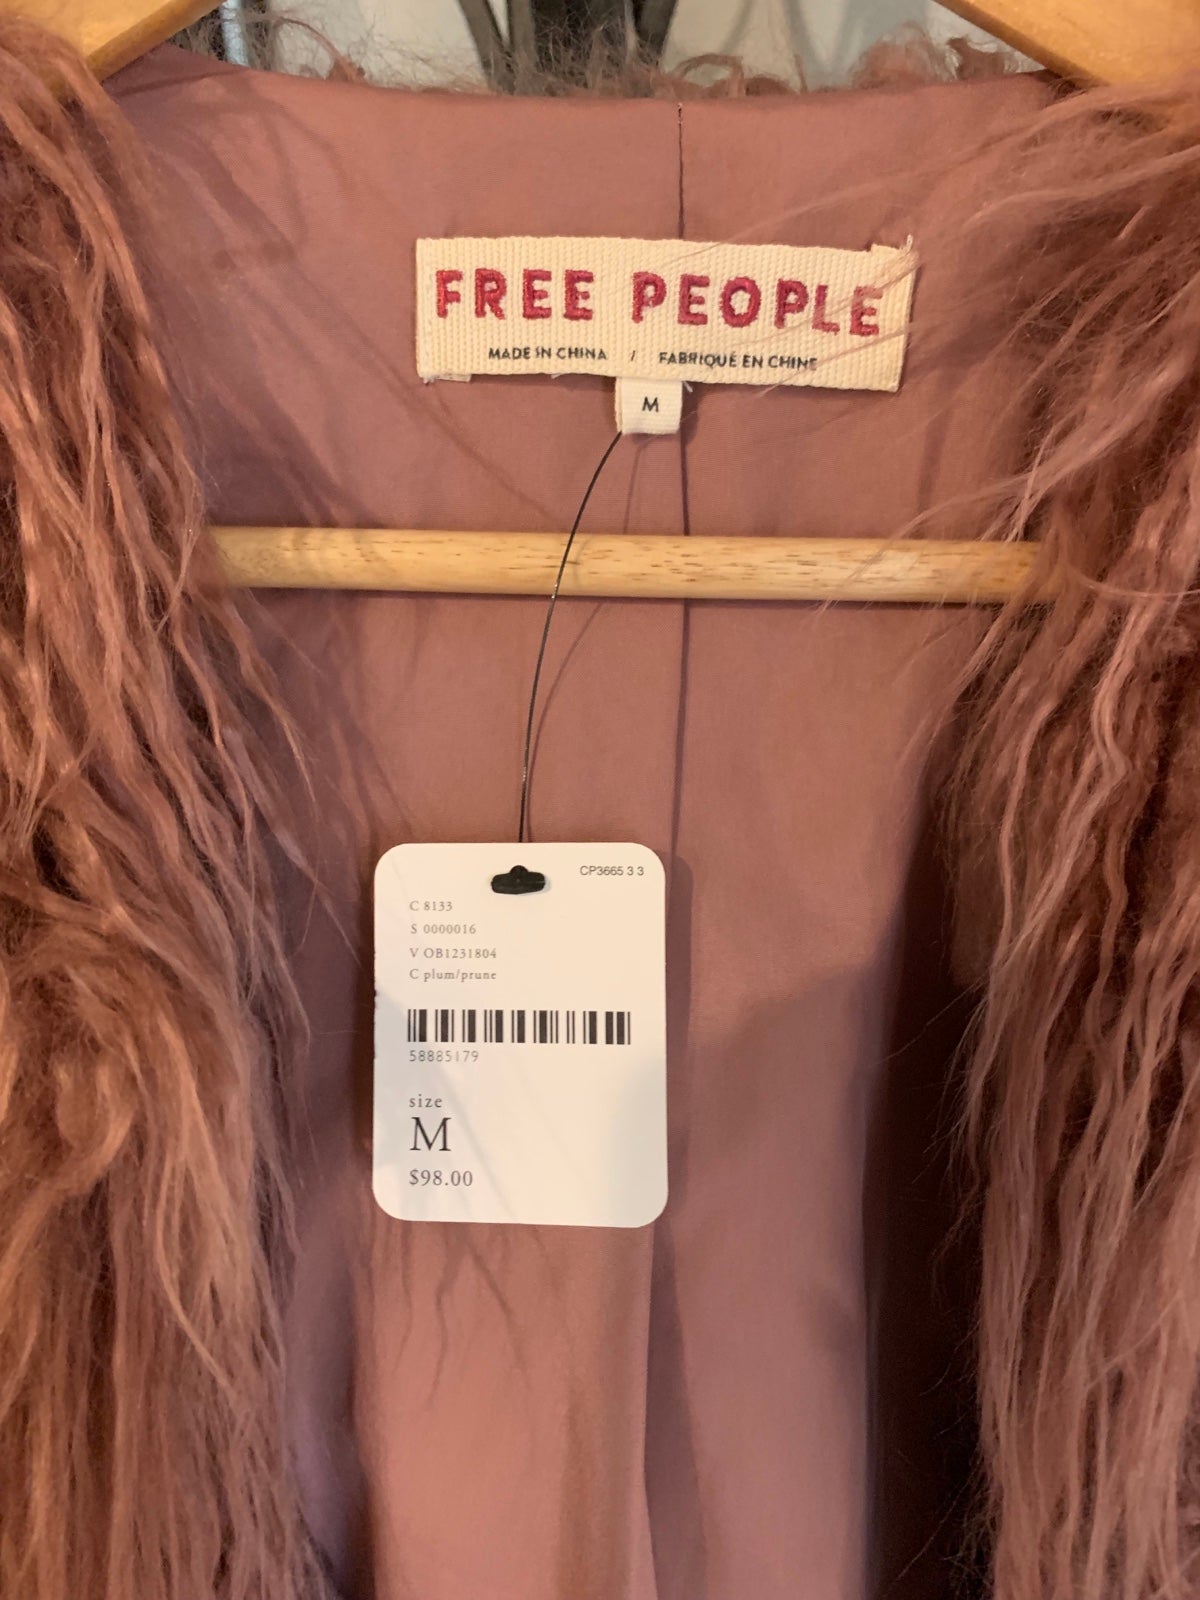 FREE PEOPLE
MADE IN CHINA / FABRIQUÉ EN CHINE
M
CP3665 3 3
C 8133
S 0000016
V OB1231804
C plum/prune
58885179
size
M
$98.00